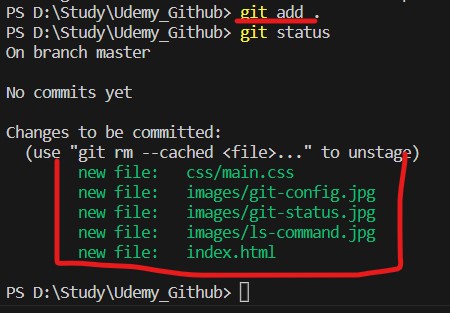 PS D:\Study\Udemy_Github> git add .
PS D:\Study\Udemy_Github> git status
On branch master
No commits yet
Changes to be committed:
(use "git rm --cached <file>..." to unstage)
new file: css/main.css
new file: images/git-config.jpg
new file: images/git-status.jpg
new file: images/ls-command.jpg
new file: index.html
PS D:\Study\Udemy_Github>